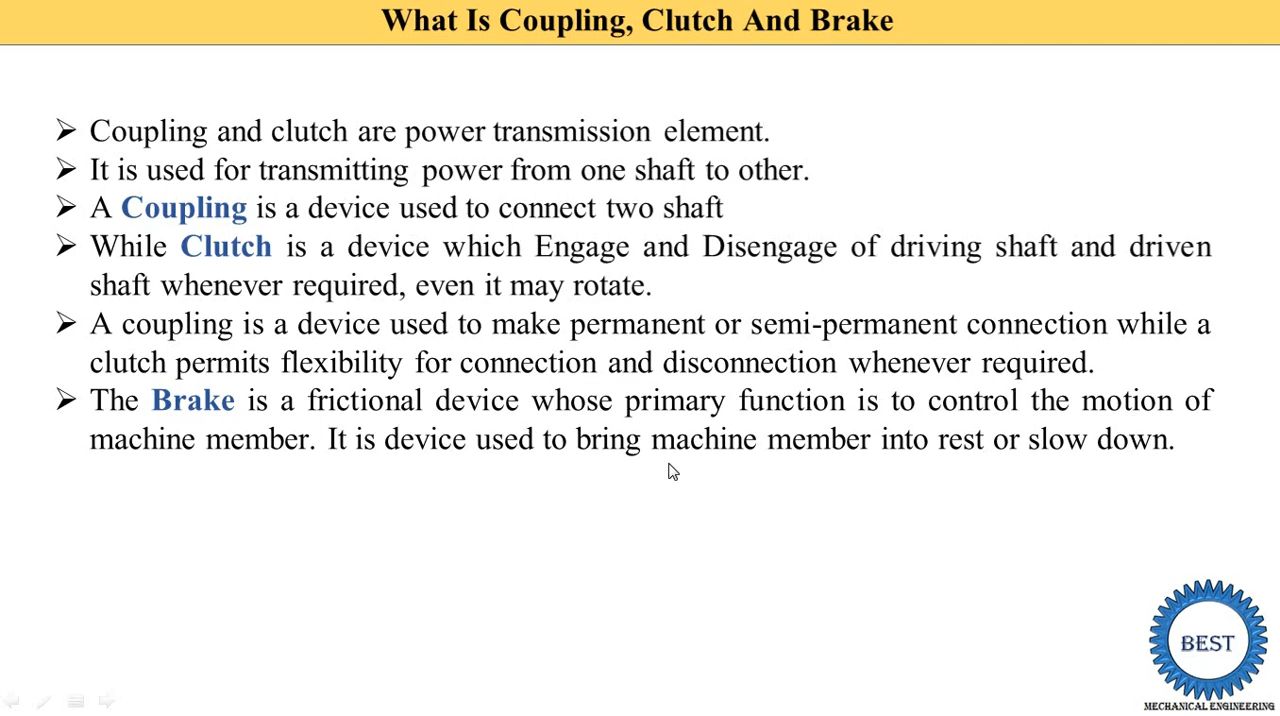 What Is Coupling, Clutch And Brake
➢ Coupling and clutch are power transmission element.
➢ It is used for transmitting power from one shaft to other.
➢ A Coupling is a device used to connect two shaft
➢ While Clutch is a device which Engage and Disengage of driving shaft and driven
shaft whenever required, even it may rotate.
➢ A coupling is a device used to make permanent or semi-permanent connection while a
clutch permits flexibility for connection and disconnection whenever required.
➢ The Brake is a frictional device whose primary function is to control the motion of
machine member. It is device used to bring machine member into rest or slow down.
BEST
MECHANICAL ENGINEERING